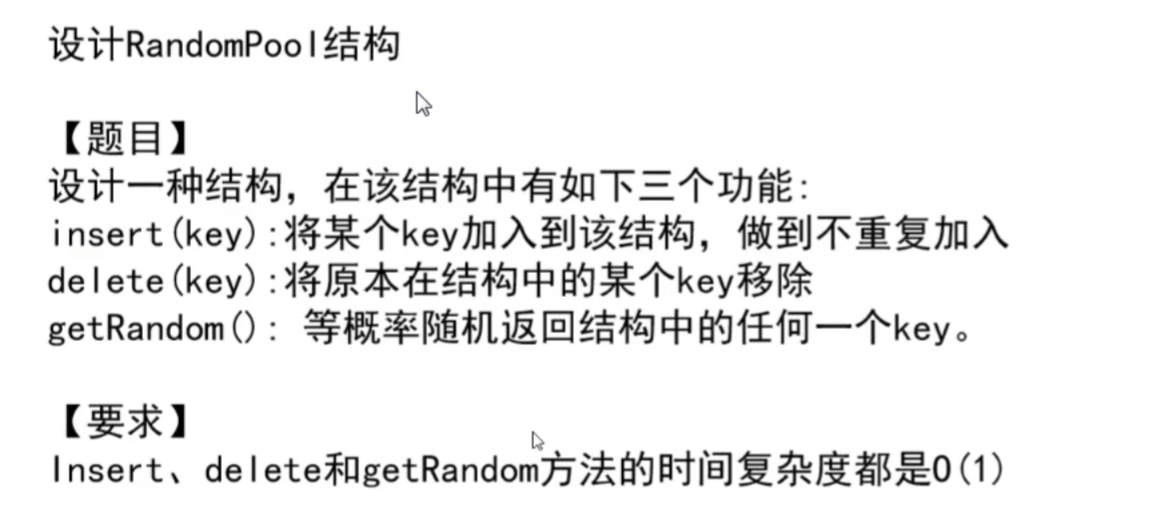 设计RandomPool结构
【题目】
设计一种结构，在该结构中有如下三个功能:
insert(key):将某个key加入到该结构，做到不重复加入
delete(key):将原本在结构中的某个key移除
getRandom(): 等概率随机返回结构中的任何一个key。
【要求】
Insert、delete和getRandom方法的时间复杂度都是O(1)